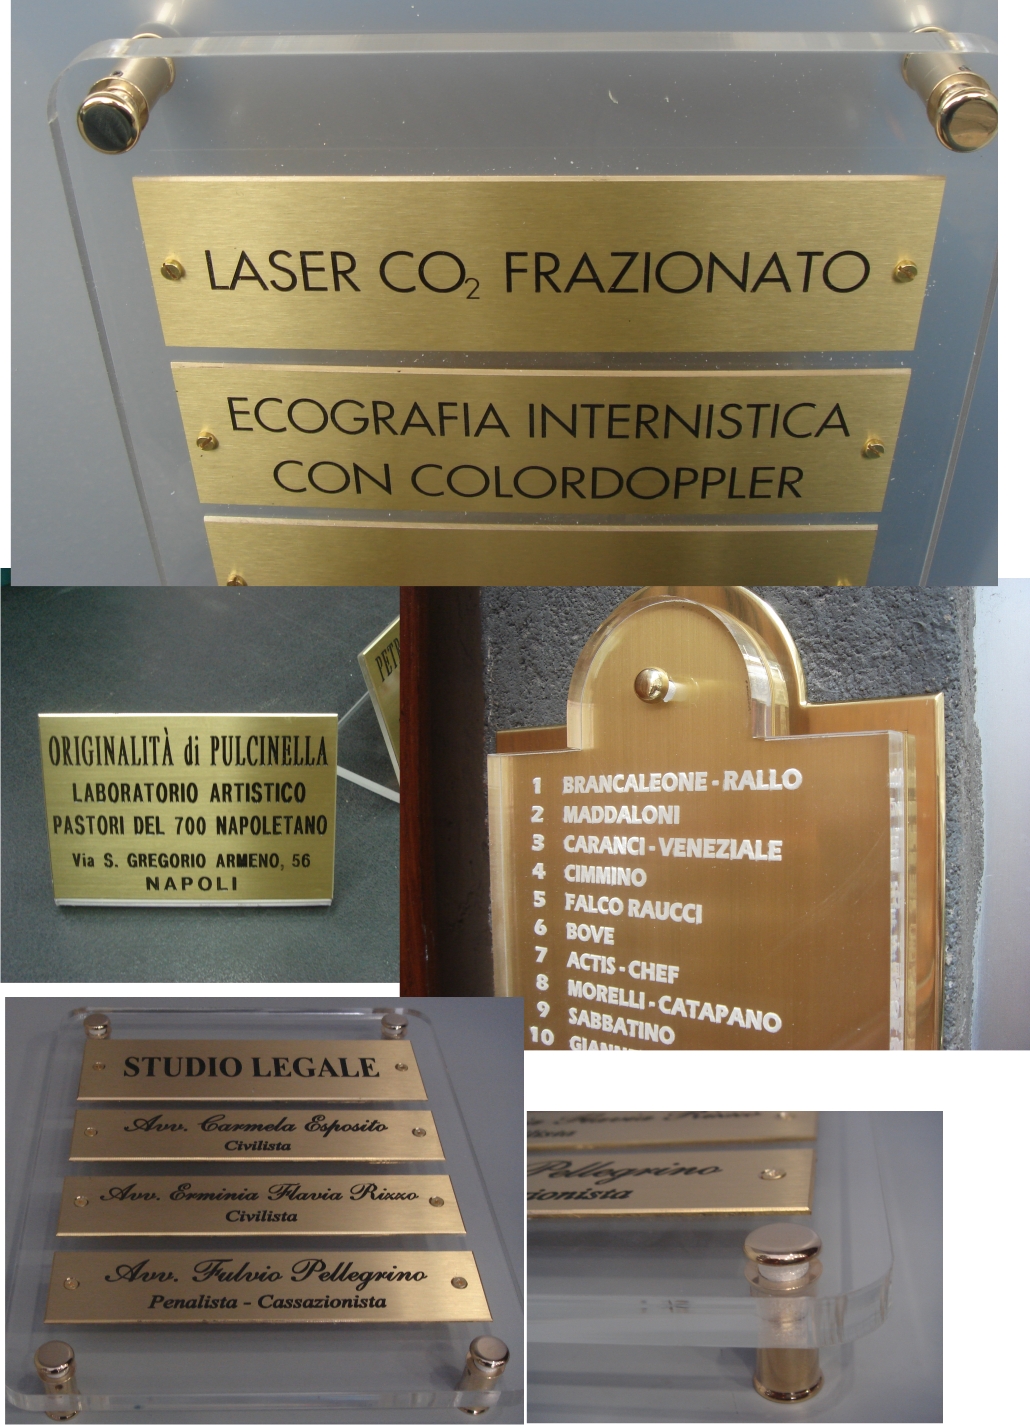 LASER CO₂ FRAZIONATO
ECOGRAFIA INTERNISTICA
CON COLORDOPPLER
ORIGINALITÀ di PULCINELLA
LABORATORIO ARTISTICO
PASTORI DEL 700 NAPOLETANO
Via S. GREGORIO ARMENO, 56
NAPOLI
1 BRANCALEONE - RALLO
2 MADDALONI
3 CARANCI - VENEZIALE
4 CIMMINO
5 FALCO RAUCCI
6 BOVE
7 ACTIS - CHEF
8 MORELLI - CATAPANO
9 SABBATINO
10
STUDIO LEGALE
Avv. Carmela Esposito
Civilista
Avv. Erminia Flavia Rizzo
Civilista
Avv. Fulvio Pellegrino
Penalista - Cassazionista
Flavia Rizzo
Pellegrino